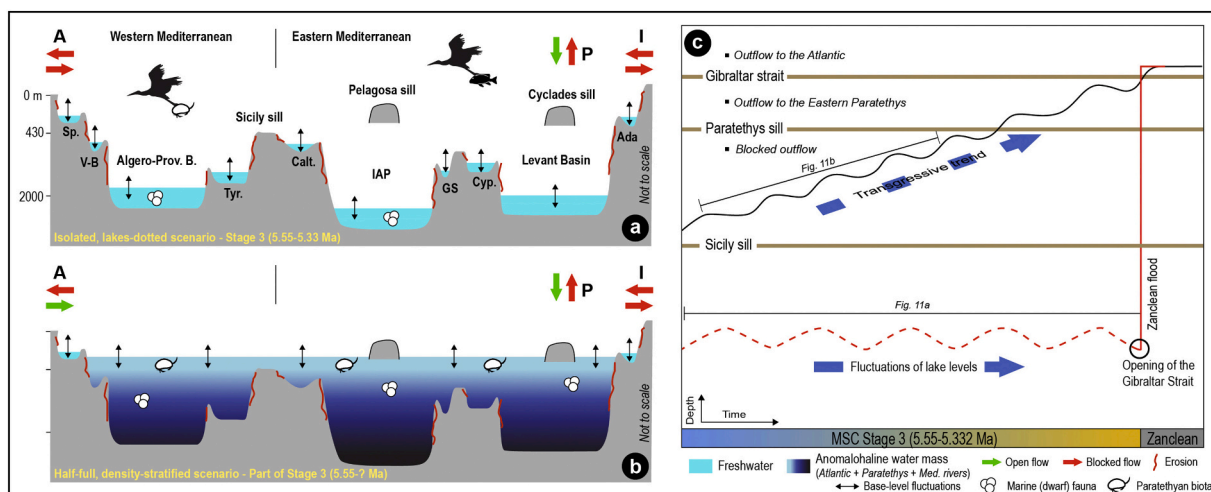 A
Western Mediterranean
Eastern Mediterranean
P
I
0 m
430
2000
Sp.
V-B
Algero-Prov. B.
Tyr.
Sicily sill
Calt.
Pelagosa sill
IAP
GS
Cyp.
Cyclades sill
Levant Basin
Ada
Not to scale
Isolated, lakes-dotted scenario - Stage 3 (5.55-5.33 Ma)
a
A
P
I
Not to scale
Half-full, density-stratified scenario - Part of Stage 3 (5.55-? Ma)
b
c
▪ Outflow to the Atlantic
Gibraltar strait
▪ Outflow to the Eastern Paratethys
Paratethys sill
▪ Blocked outflow
Fig. 11b
Transgressive trend
Sicily sill
Zanclean flood
Fig. 11a
Fluctuations of lake levels
Opening of the
Gibraltar Strait
Depth
Time
MSC Stage 3 (5.55-5.332 Ma)
Zanclean
Freshwater
Anomalohaline water mass
(Atlantic + Paratethys + Med. rivers)
Open flow
Blocked flow
Erosion
Base-level fluctuations
Marine (dwarf) fauna
Paratethyan biota